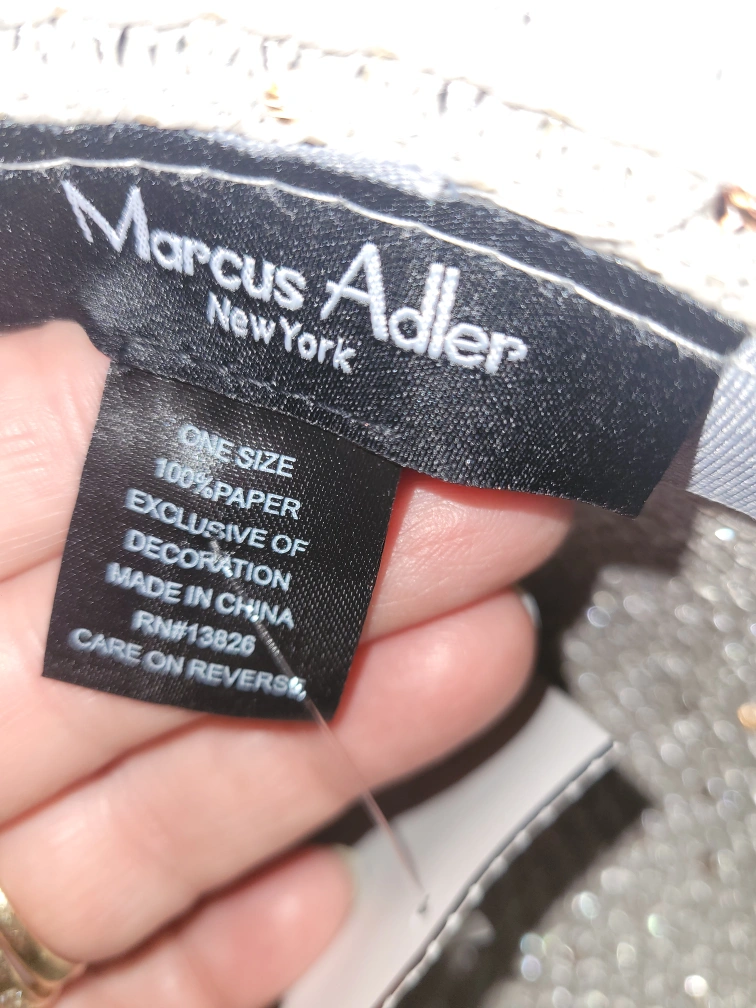 Marcus Adler
New York
ONE SIZE
100%PAPER
EXCLUSIVE OF
DECORATION
MADE IN CHINA
RN#13826
CARE ON REVERSE